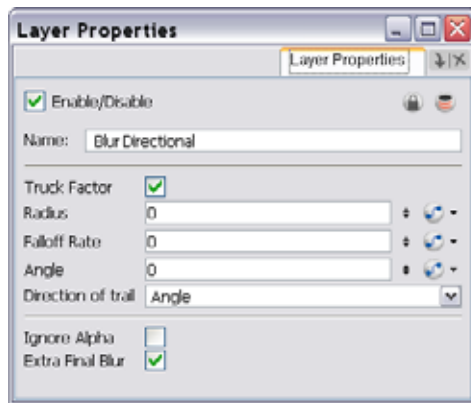 Layer Properties
Layer Properties
Enable/Disable
Name: Blur Directional
Truck Factor
Radius 0
Falloff Rate 0
Angle 0
Direction of trail Angle
Ignore Alpha
Extra Final Blur